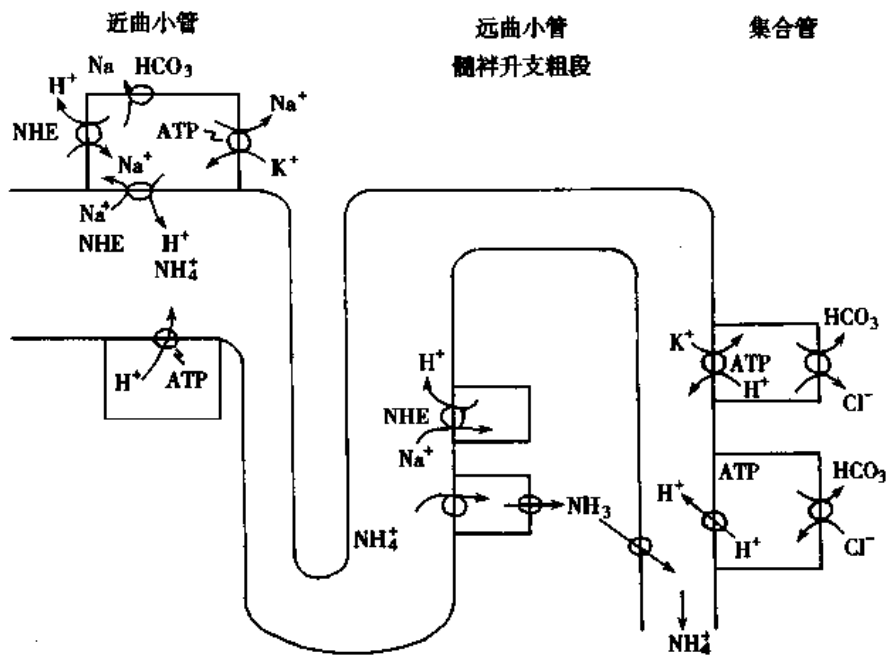 近曲小管
远曲小管
髓袢升支粗段
集合管
Na
HCO₃
H⁺
NHE
Na⁺
ATP
Na⁺
K⁺
Na⁺
NHE
H⁺
NH₄⁺
H⁺
ATP
H⁺
NHE
Na⁺
NH₄⁺
NH₃
K⁺
ATP
H⁺
HCO₃
Cl⁻
ATP
H⁺
H⁺
HCO₃
Cl⁻
NH₄⁺